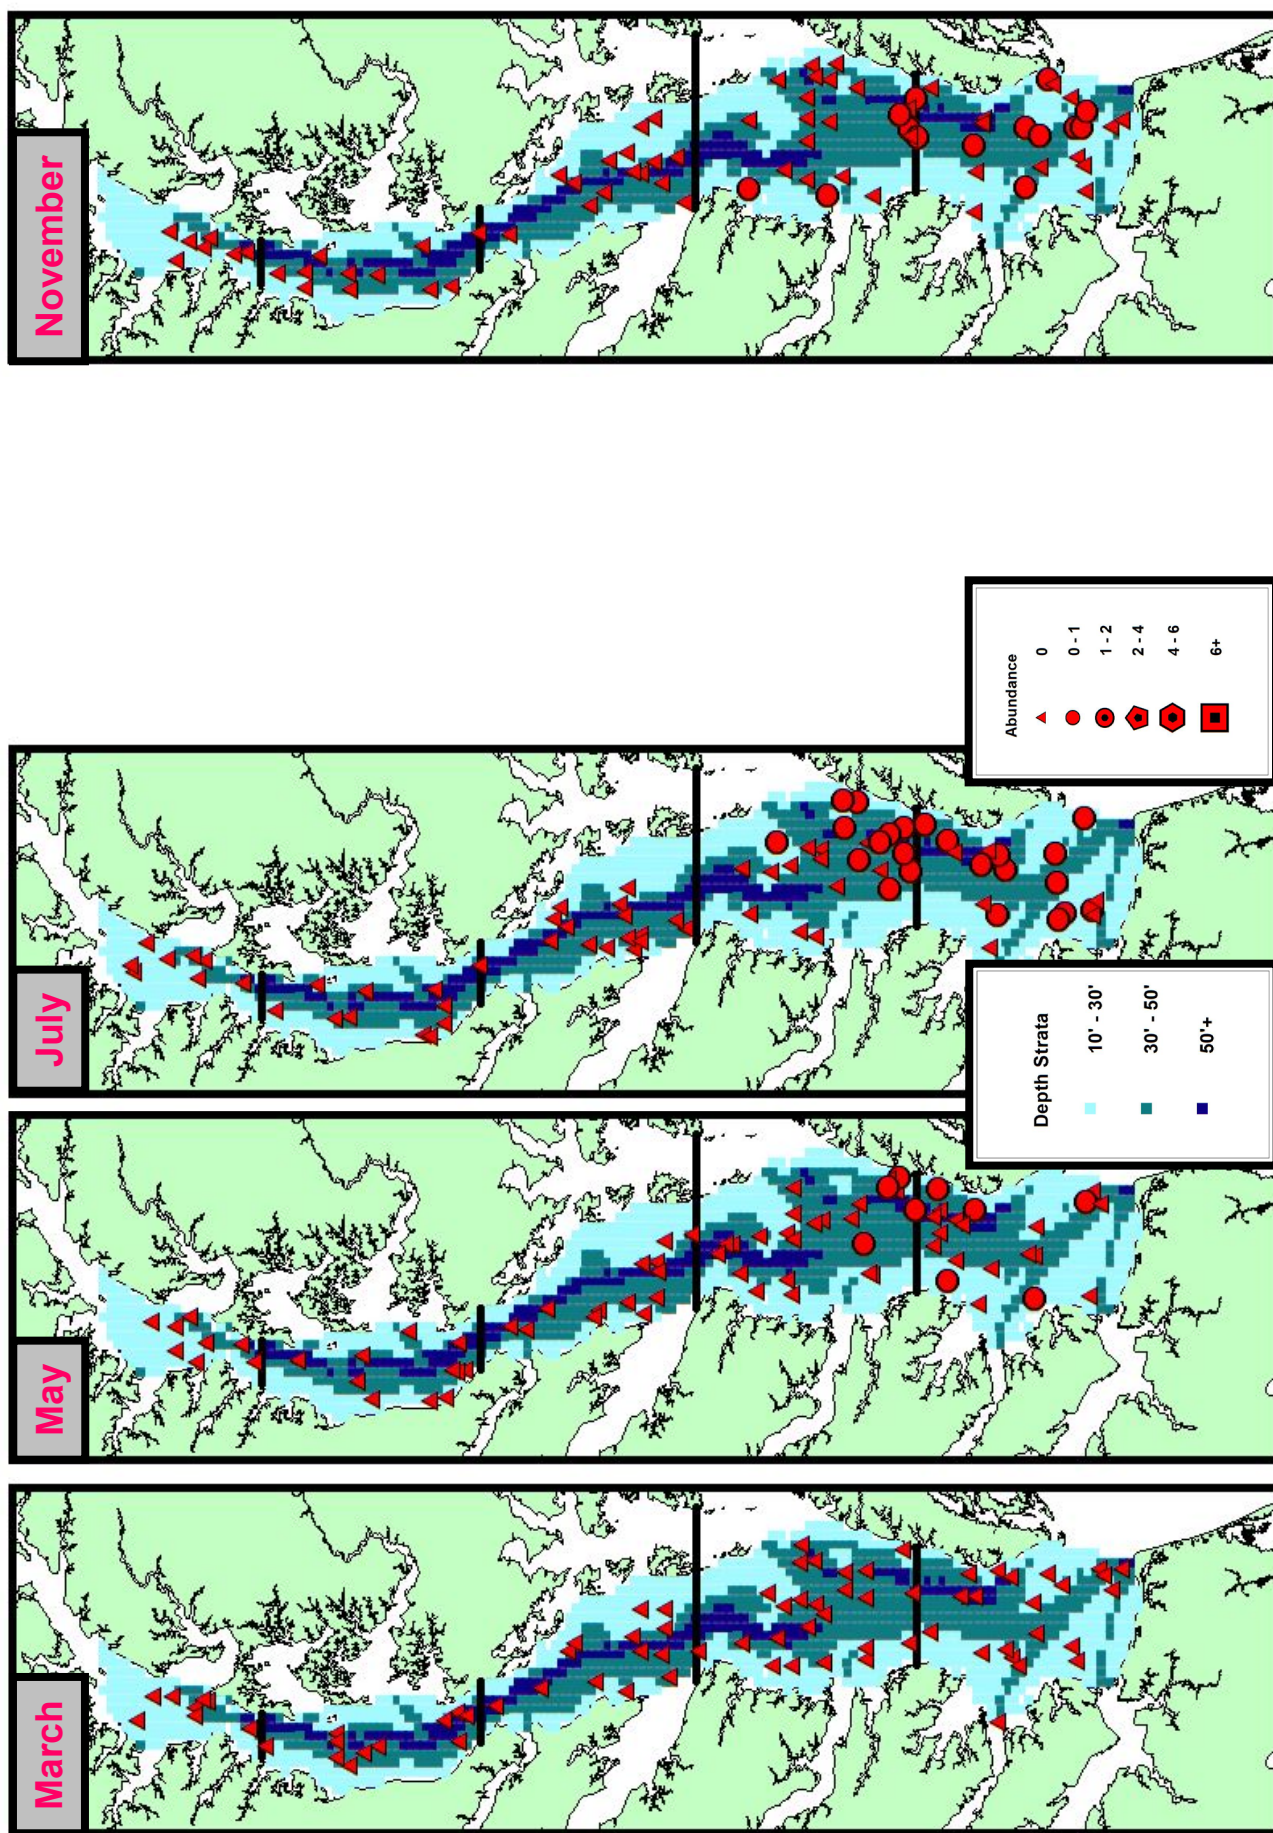 March
May
July
November
Depth Strata
10' - 30'
30' - 50'
50'+
Abundance
0
0 - 1
1 - 2
2 - 4
4 - 6
6+